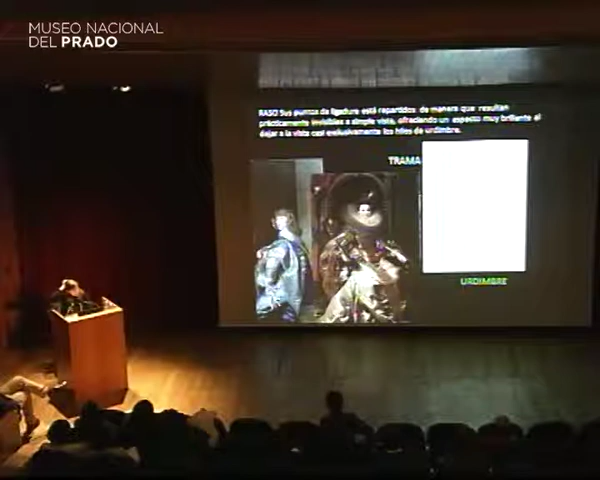 MUSEO NACIONAL
DEL PRADO
RASO Sus puntos de ligadura está repartidos de manera que resultan
prácticamente invisibles a simple vista, ofreciendo un aspecto muy brillante al
dejar a la vista casi exclusivamente los hilos de urdimbre.
TRAMA
URDIMBRE